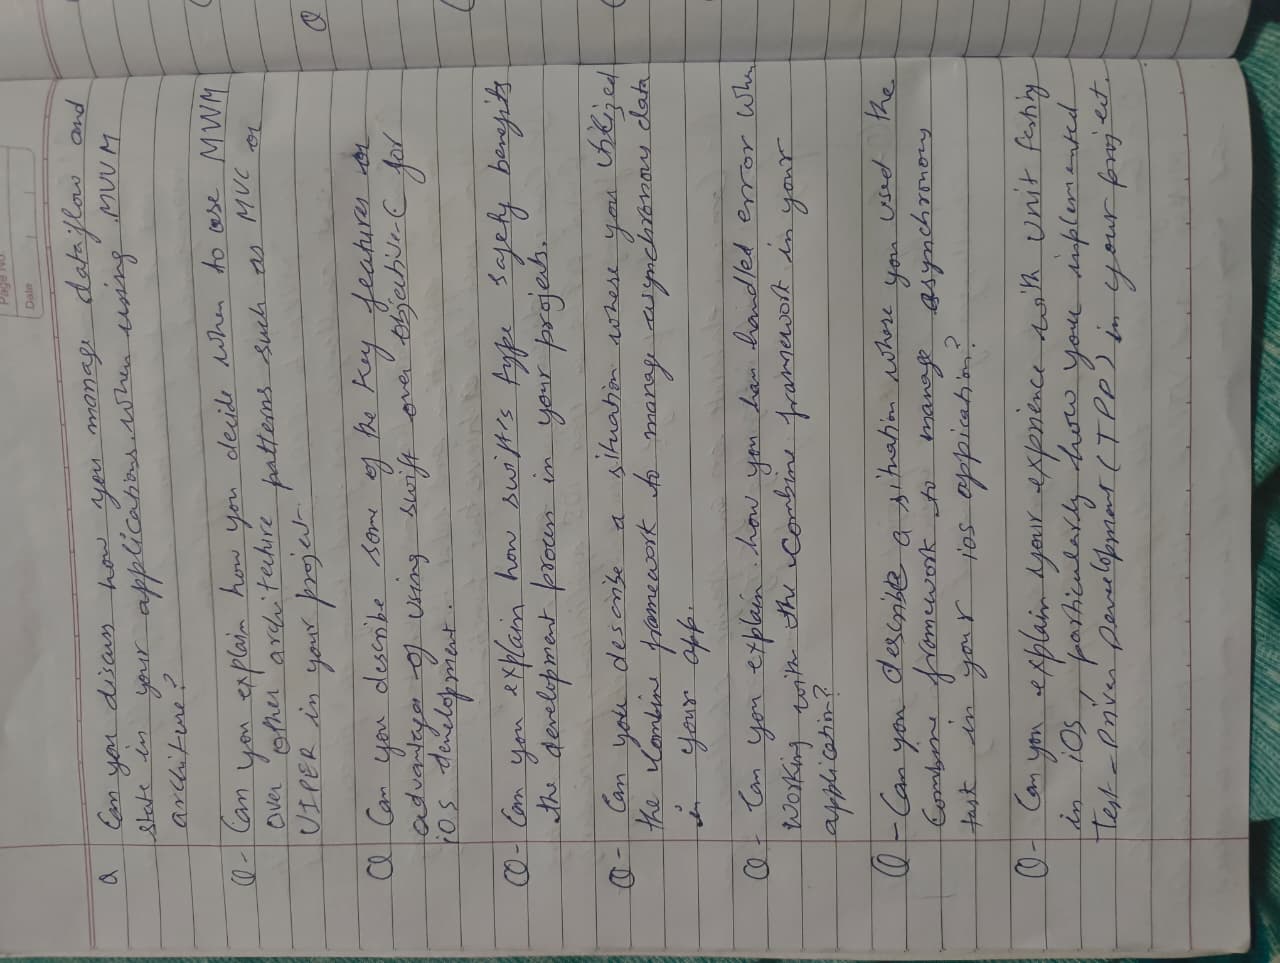 Page No.
Date
Q Can you discuss how you manage dataflow and
state in your applications when using MVVM
architure?
Q- Can you explain how you decide when to use MVVM
over other architecture patterns such as MVC or
VIPER in your project.
Q Can you describe some of the key features or
advantages of using swift over objective-C for
iOS development.
Q- Can you explain how swift's type safety benefits
the development process in your projects.
Q- Can you describe a situation where you utilized
the Combine framework to manage asynchronous data
in your app.
Q- Can you explain how you handled error when
working with the Combine framework in your
application?
Q- Can you describe a situation where you used the
Combine framework to manage asynchronous
task in your ios application?
Q- Can you explain your exprience with unit testing
in iOS, particularly how you implemented
Test-Driven Development (TDD) in your project.